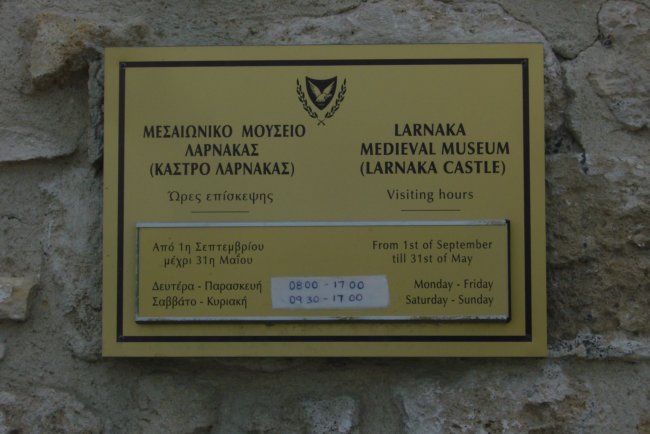 ΜΕΣΑΙΩΝΙΚΟ ΜΟΥΣΕΙΟ
ΛΑΡΝΑΚΑΣ
(ΚΑΣΤΡΟ ΛΑΡΝΑΚΑΣ)
Ώρες επίσκεψης
LARNAKA
MEDIEVAL MUSEUM
(LARNAKA CASTLE)
Visiting hours
Από 1η Σεπτεμβρίου
μέχρι 31η Μαΐου
From 1st of September
till 31st of May
Δευτέρα - Παρασκευή 0800 - 17.00 Monday - Friday
Σαββάτο - Κυριακή 09.30 - 17.00 Saturday - Sunday